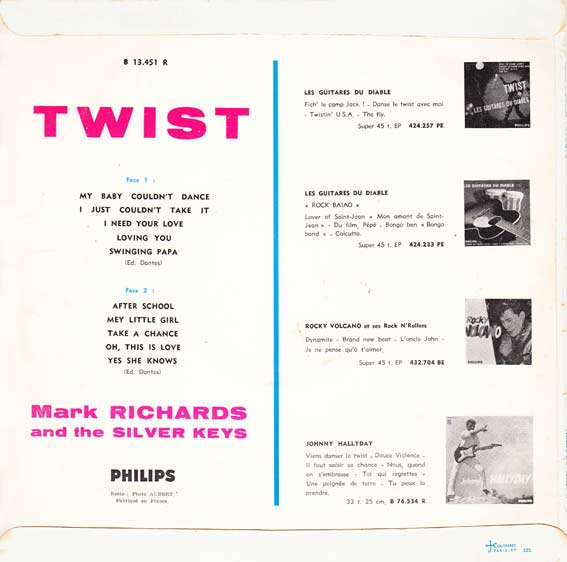 B 13.451 R
TWIST
Face 1 :
MY BABY COULDN'T DANCE
I JUST COULDN'T TAKE IT
I NEED YOUR LOVE
LOVING YOU
SWINGING PAPA
(Ed. Dantos)
Face 2 :
AFTER SCHOOL
MEY LITTLE GIRL
TAKE A CHANCE
OH, THIS IS LOVE
YES SHE KNOWS
(Ed. Dantos)
Mark RICHARDS
and the SILVER KEYS
PHILIPS
Recto : Photo AUBERT.
Fabriqué en France.
LES GUITARES DU DIABLE
Fich' le camp Jack ! - Danse le twist avec moi
- Twistin' U.S.A. - The fly.
Super 45 t. EP 424.257 PE
TWIST
LES GUITARES DU DIABLE
PHILIPS
LES GUITARES DU DIABLE
« ROCK BAIAO »
Lover of Saint-Jean « Mon amant de Saint-
Jean » - Du film, Pépé - Bongo ben « Bongo
band » - Calcutta.
Super 45 t. EP 424.233 PE
LES GUITARES DU DIABLE
ROCKY VOLCANO et ses Rock N'Rollers
Dynamite - Brand new beat - L'oncle John -
Je ne pense qu'à t'aimer.
Super 45 t. EP 432.704 BE
ROCKY
VOLCANO
PHILIPS
JOHNNY HALLYDAY
Viens danser le twist - Douce Violence -
Il faut saisir sa chance - Nous, quand
on s'embrasse - Toi qui regrettes -
Une poignée de terre - Tu peux la
prendre.
33 t. 25 cm. B 76.534 R
Johnny HALLYDAY
PHILIPS
122